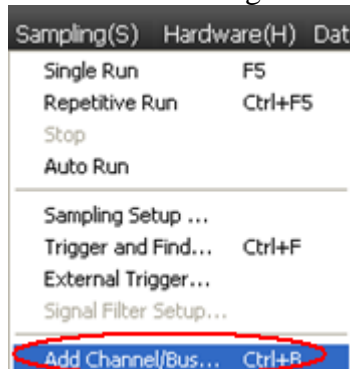 Sampling(S) Hardware(H) Dat
Single Run F5
Repetitive Run Ctrl+F5
Stop
Auto Run
Sampling Setup ...
Trigger and Find... Ctrl+F
External Trigger...
Signal Filter Setup...
Add Channel/Bus... Ctrl+B